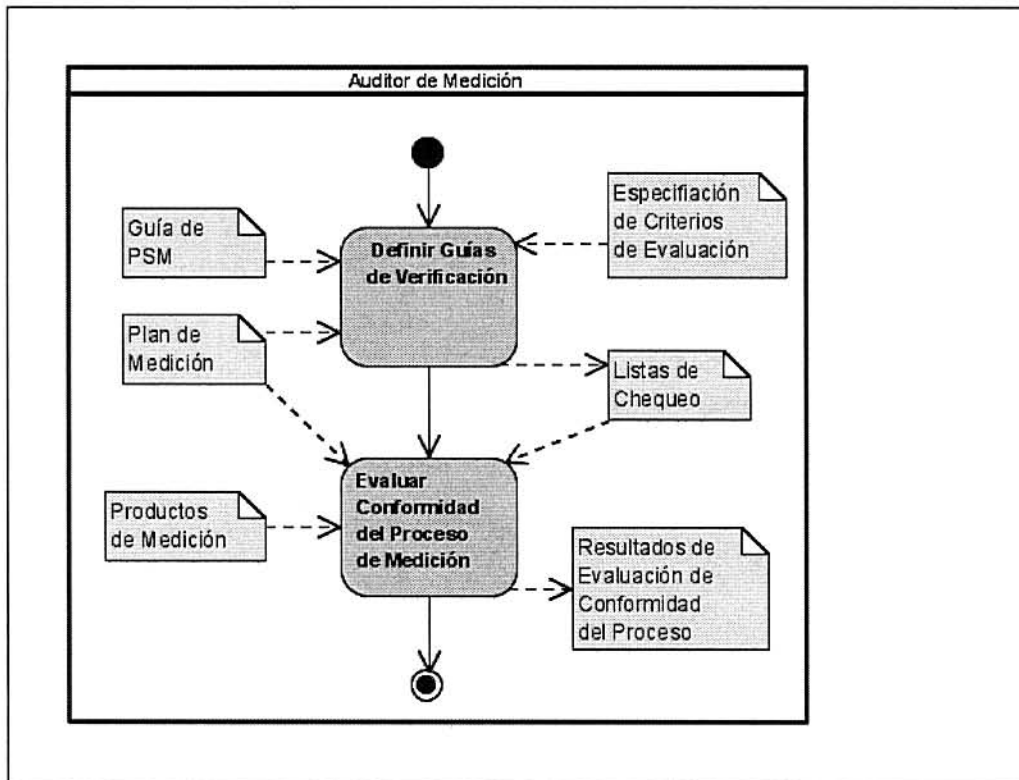 Auditor de Medición
Guía de
PSM
Definir Guías
de Verificación
Especifiación
de Criterios
de Evaluación
Plan de
Medición
Listas de
Chequeo
Evaluar
Conformidad
del Proceso
de Medición
Productos
de Medición
Resultados de
Evaluación de
Conformidad
del Proceso